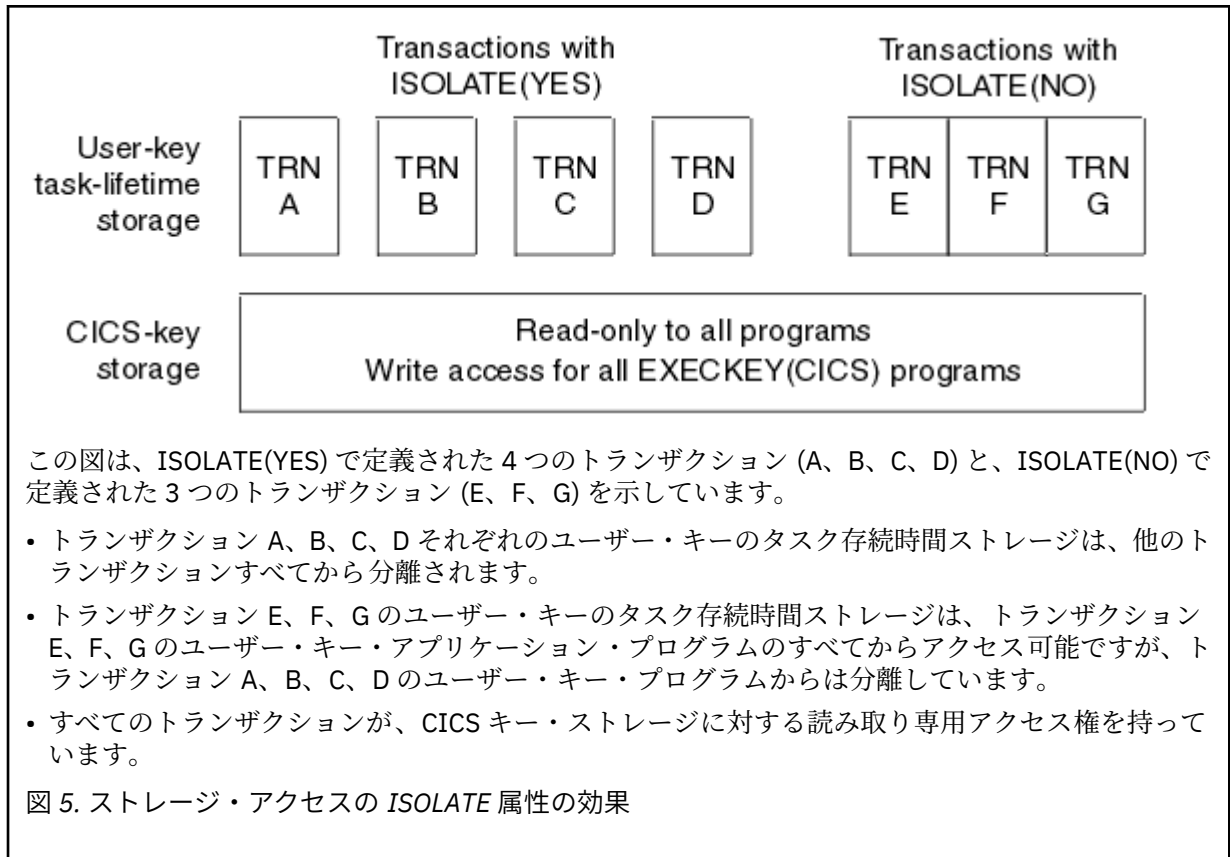 Transactions with
ISOLATE(YES)
Transactions with
ISOLATE(NO)
User-key
task-lifetime
storage
TRN
A
TRN
B
TRN
C
TRN
D
TRN
E
TRN
F
TRN
G
CICS-key
storage
Read-only to all programs
Write access for all EXECKEY(CICS) programs
この図は、ISOLATE(YES) で定義された 4 つのトランザクション (A、B、C、D) と、ISOLATE(NO) で
定義された 3 つのトランザクション (E、F、G) を示しています。
• トランザクション A、B、C、D それぞれのユーザー・キーのタスク存続時間ストレージは、他のト
ランザクションすべてから分離されます。
• トランザクション E、F、G のユーザー・キーのタスク存続時間ストレージは、トランザクション
E、F、G のユーザー・キー・アプリケーション・プログラムのすべてからアクセス可能ですが、ト
ランザクション A、B、C、D のユーザー・キー・プログラムからは分離しています。
• すべてのトランザクションが、CICS キー・ストレージに対する読み取り専用アクセス権を持って
います。
図 5. ストレージ・アクセスの ISOLATE 属性の効果